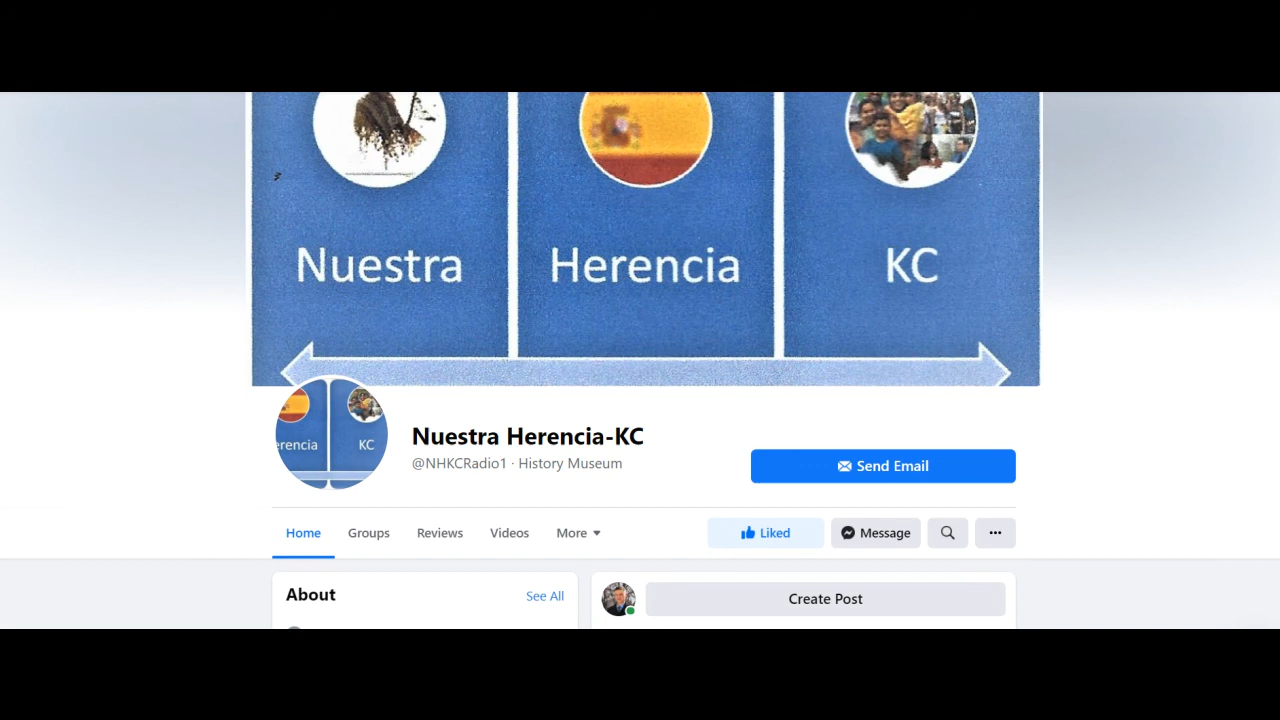 Nuestra Herencia KC
erencia KC
Nuestra Herencia-KC
@NHKCRadio1 · History Museum
Send Email
Home Groups Reviews Videos More
Liked Message
About See All
Create Post